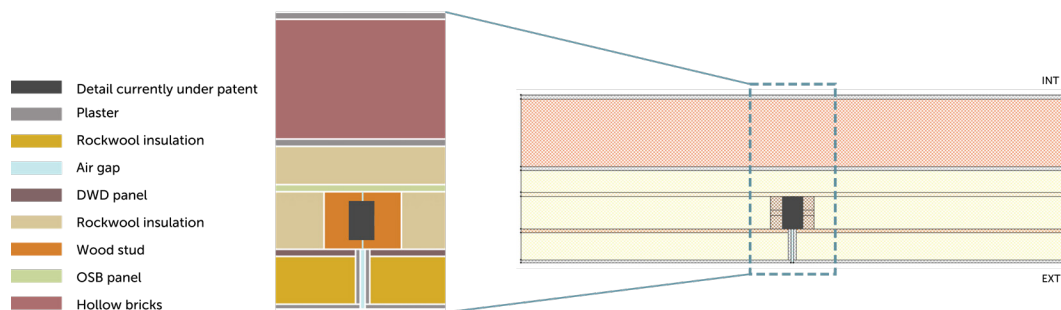 Detail currently under patent
Plaster
Rockwool insulation
Air gap
DWD panel
Rockwool insulation
Wood stud
OSB panel
Hollow bricks
INT
EXT